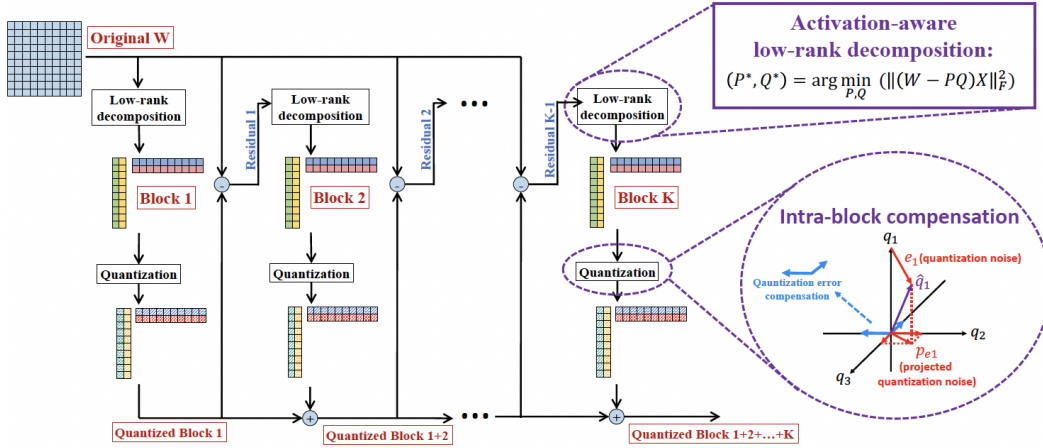 Original W
Activation-aware
low-rank decomposition:
(P*, Q*) = arg min (‖(W − PQ)X‖²_F)
P,Q
Low-rank
decomposition
Residual 1
Low-rank
decomposition
Residual 2
...
Residual K-1
Low-rank
decomposition
-
-
-
Block 1
Block 2
Block K
Intra-block compensation
q₁
e₁ (quantization noise)
q̂₁
Qauntization error
compensation
q₂
p_e1
(projected
quantization noise)
q₃
Quantization
Quantization
Quantization
...
+
+
Quantized Block 1
Quantized Block 1+2
Quantized Block 1+2+...+K